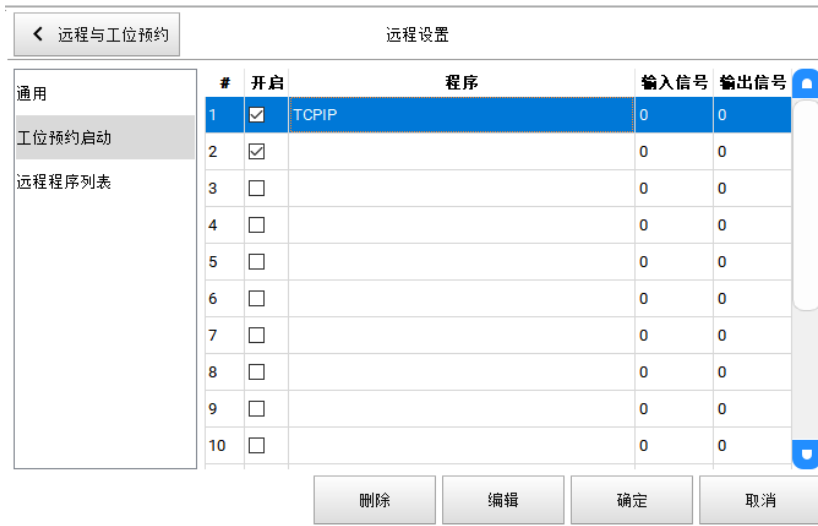 远程与工位预约
远程设置
通用
工位预约启动
远程程序列表
# 开启 程序 输入信号 输出信号
1 TCPIP 0 0
2 0 0
3 0 0
4 0 0
5 0 0
6 0 0
7 0 0
8 0 0
9 0 0
10 0 0
删除 编辑 确定 取消